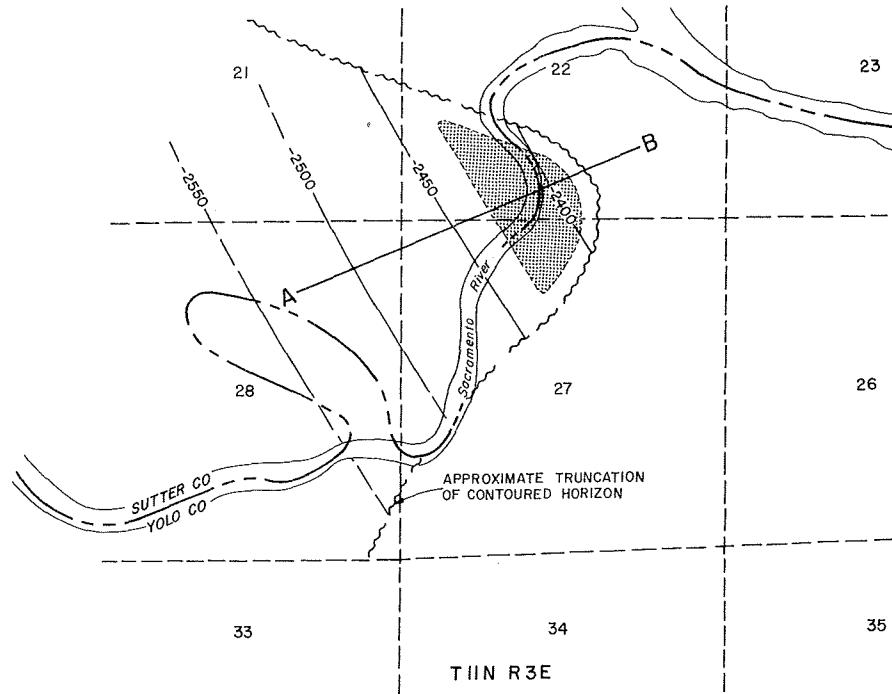 21
22
23
-2550
-2500
-2450
-2400
A
B
Sacramento River
28
27
26
SUTTER CO
YOLO CO
APPROXIMATE TRUNCATION
OF CONTOURED HORIZON
33
34
35
T11N R3E